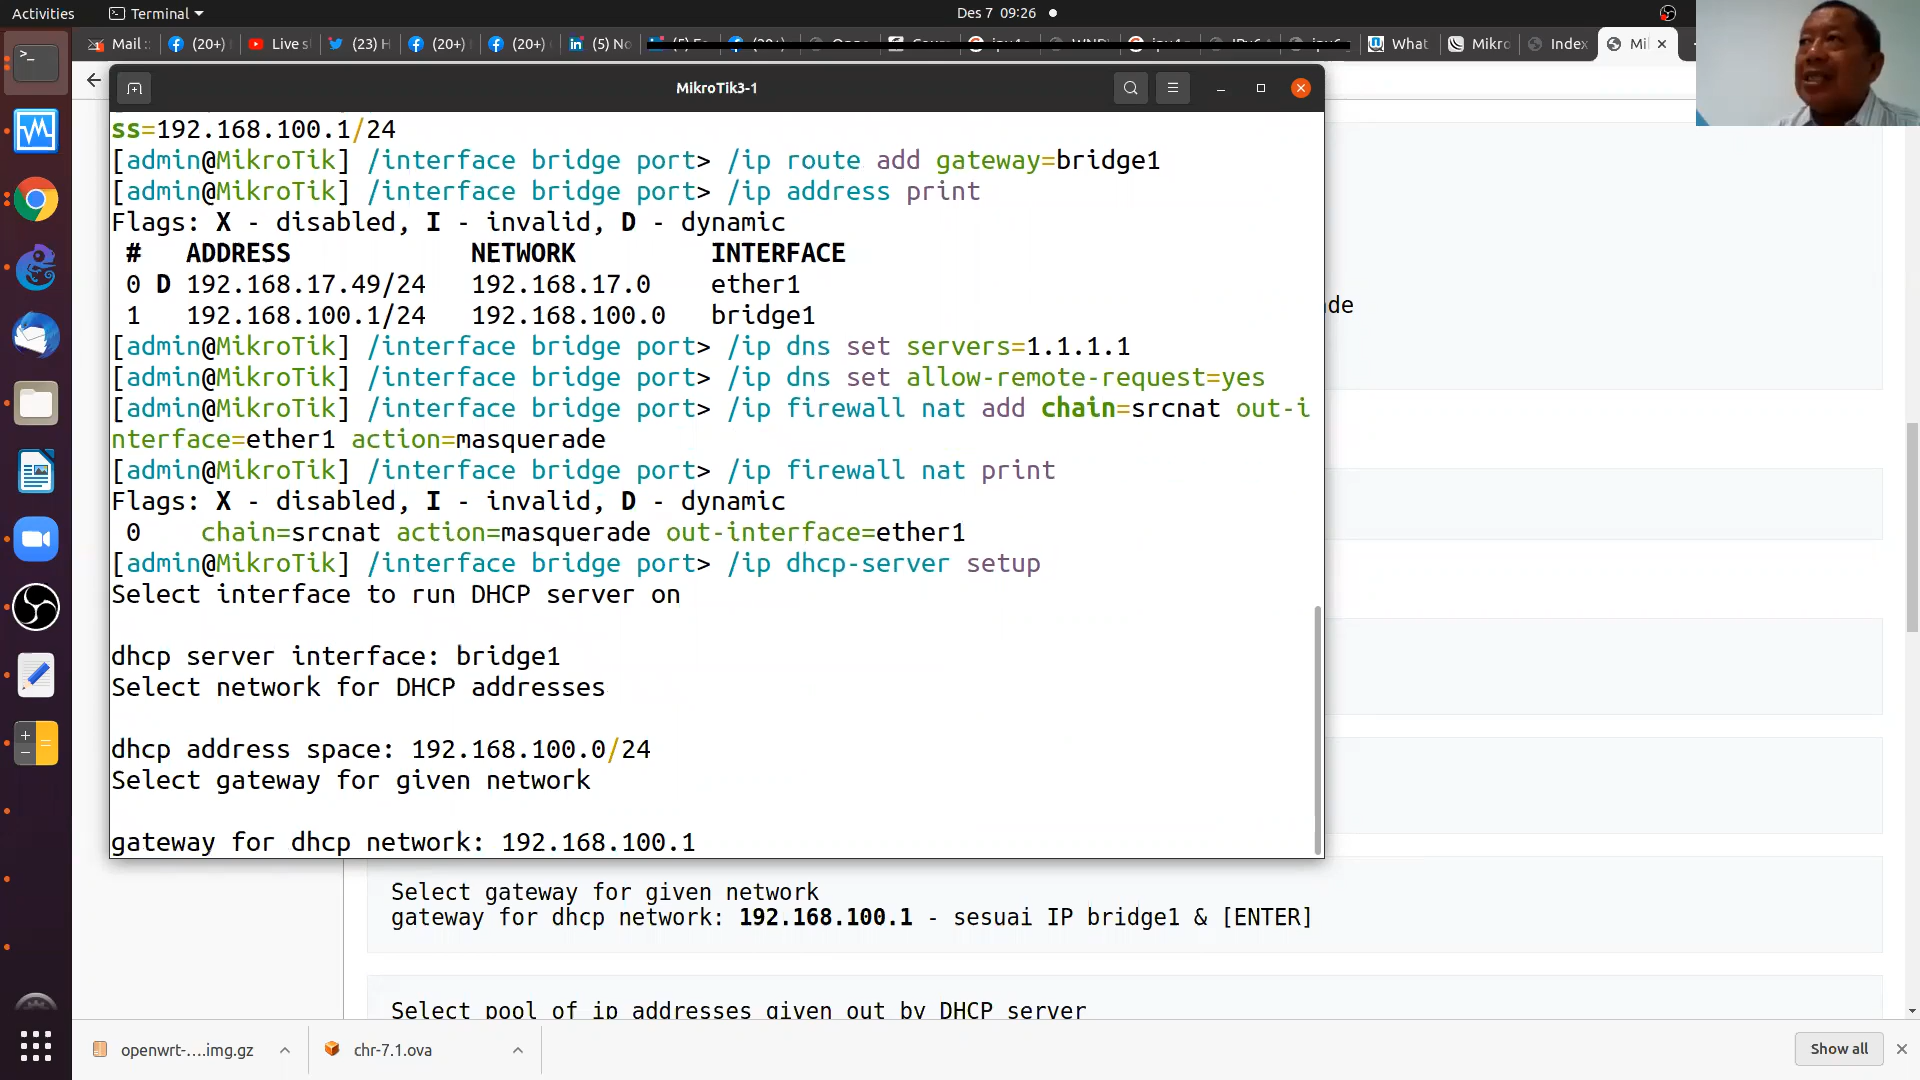 Activities
Terminal
Des 7 09:26
Mail :
(20+)
Live s
(23) H
(20+)
(20+)
(5) No
What
Mikro
Index
Mi
MikroTik3-1
ss=192.168.100.1/24
[admin@MikroTik] /interface bridge port> /ip route add gateway=bridge1
[admin@MikroTik] /interface bridge port> /ip address print
Flags: X - disabled, I - invalid, D - dynamic
# ADDRESS NETWORK INTERFACE
0 D 192.168.17.49/24 192.168.17.0 ether1
1 192.168.100.1/24 192.168.100.0 bridge1
[admin@MikroTik] /interface bridge port> /ip dns set servers=1.1.1.1
[admin@MikroTik] /interface bridge port> /ip dns set allow-remote-request=yes
[admin@MikroTik] /interface bridge port> /ip firewall nat add chain=srcnat out-i
nterface=ether1 action=masquerade
[admin@MikroTik] /interface bridge port> /ip firewall nat print
Flags: X - disabled, I - invalid, D - dynamic
0 chain=srcnat action=masquerade out-interface=ether1
[admin@MikroTik] /interface bridge port> /ip dhcp-server setup
Select interface to run DHCP server on
dhcp server interface: bridge1
Select network for DHCP addresses
dhcp address space: 192.168.100.0/24
Select gateway for given network
gateway for dhcp network: 192.168.100.1
de
Select gateway for given network
gateway for dhcp network: 192.168.100.1 - sesuai IP bridge1 & [ENTER]
Select pool of ip addresses given out by DHCP server
openwrt-....img.gz
chr-7.1.ova
Show all